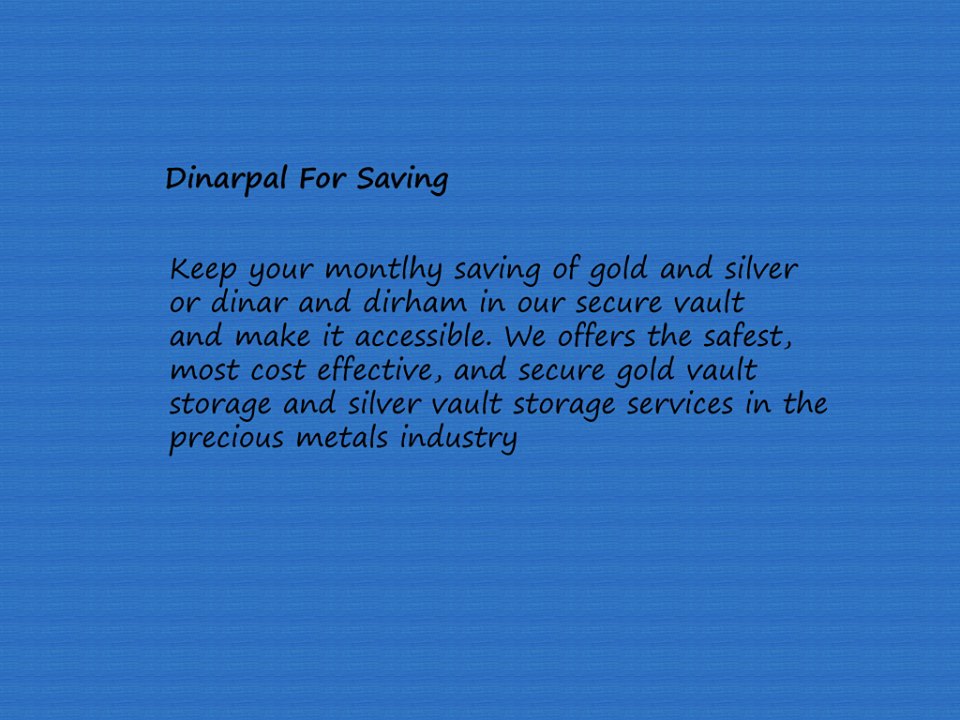 Dinarpal For Saving
Keep your montlhy saving of gold and silver
or dinar and dirham in our secure vault
and make it accessible. We offers the safest,
most cost effective, and secure gold vault
storage and silver vault storage services in the
precious metals industry